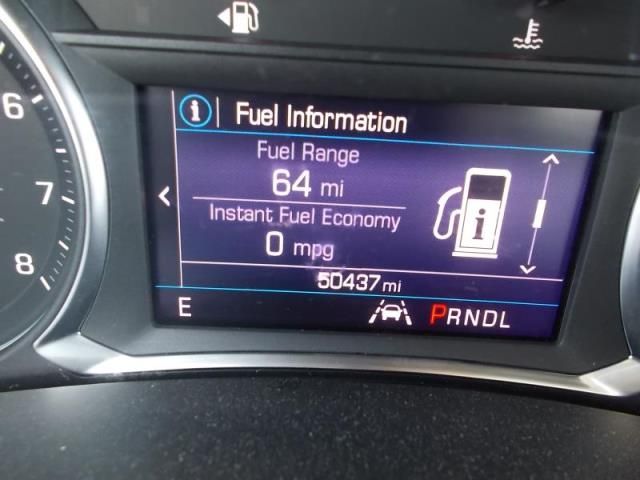 6
7
8
i Fuel Information
Fuel Range
64 mi
Instant Fuel Economy
0 mpg
i
50437 mi
E PRNDL